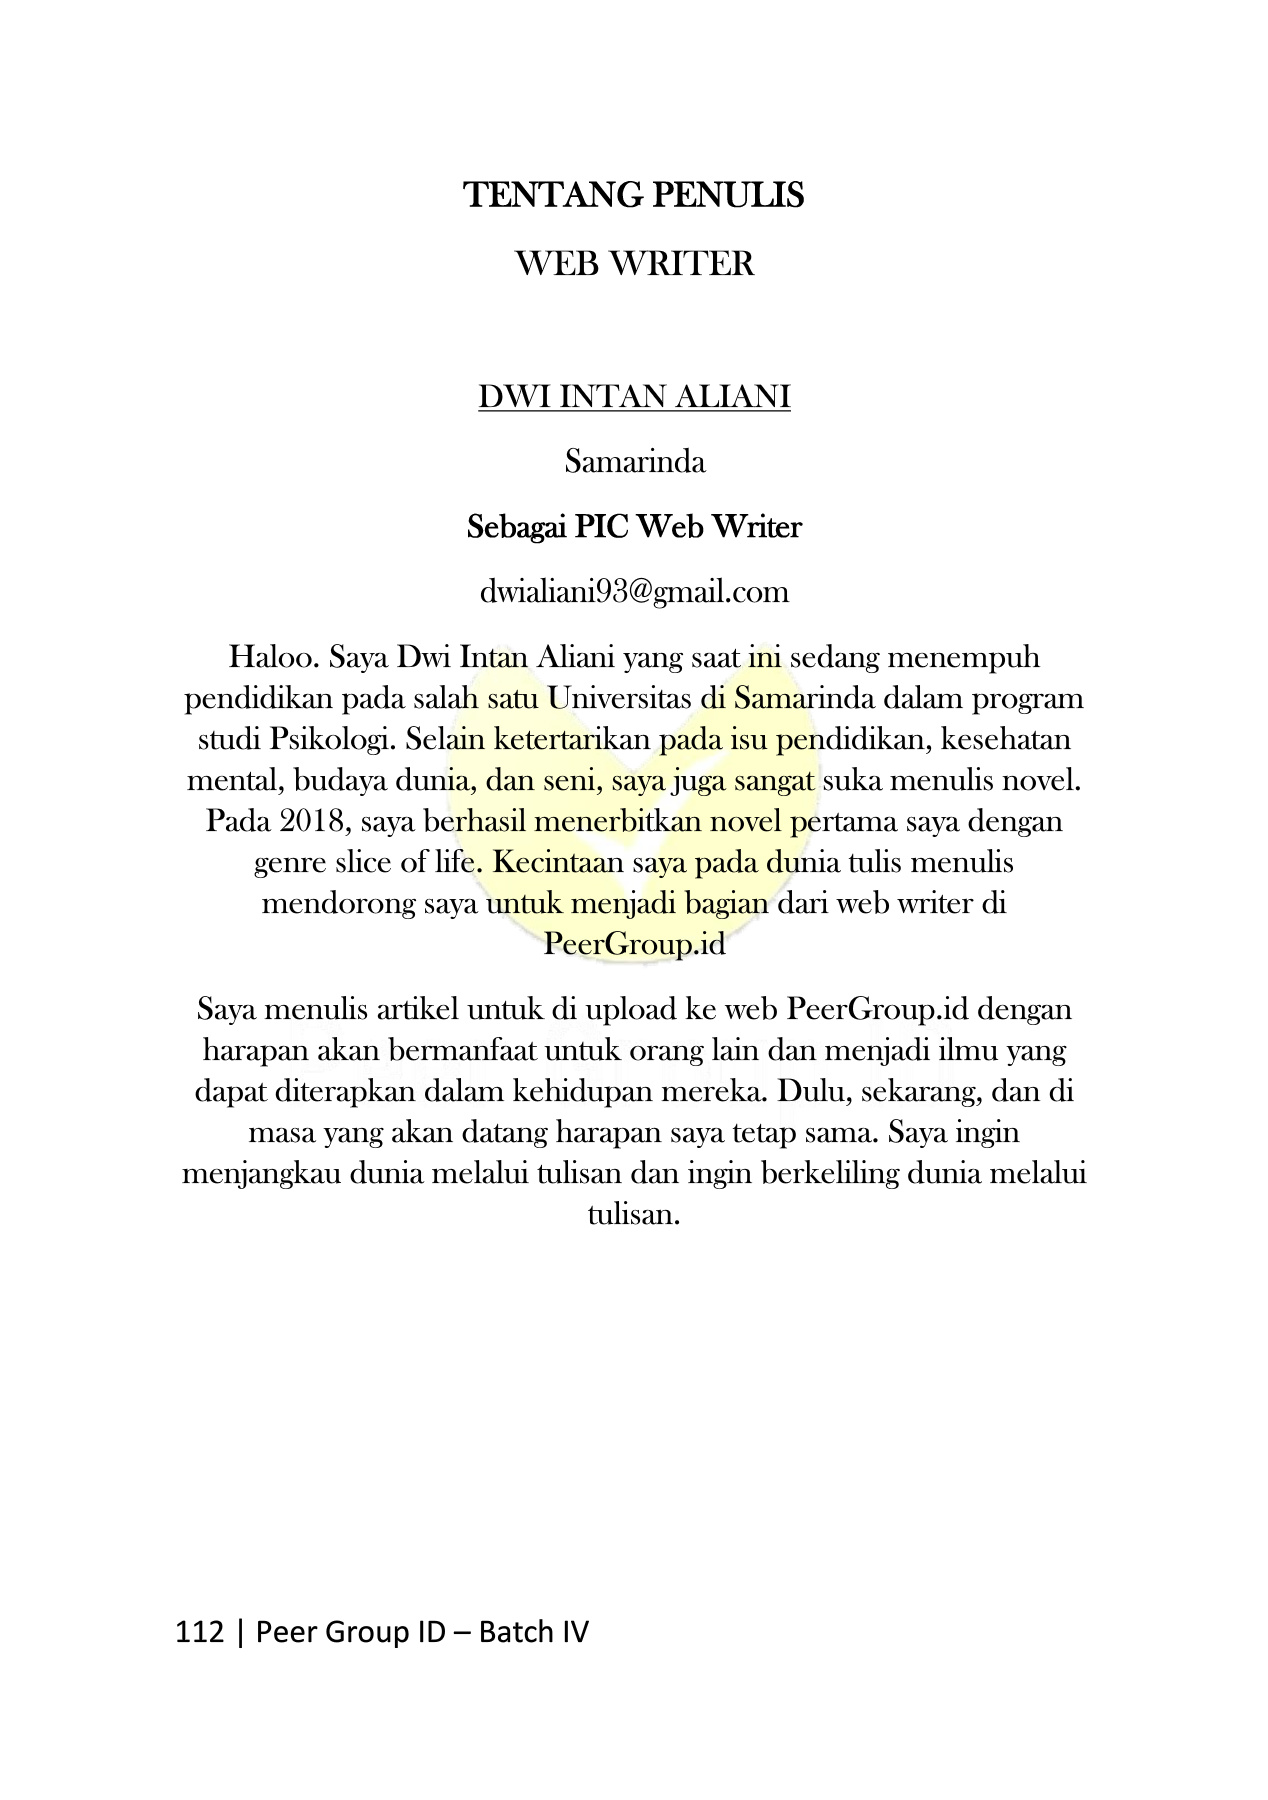 TENTANG PENULIS
WEB WRITER
DWI INTAN ALIANI
Samarinda
Sebagai PIC Web Writer
dwialiani93@gmail.com
Haloo. Saya Dwi Intan Aliani yang saat ini sedang menempuh
pendidikan pada salah satu Universitas di Samarinda dalam program
studi Psikologi. Selain ketertarikan pada isu pendidikan, kesehatan
mental, budaya dunia, dan seni, saya juga sangat suka menulis novel.
Pada 2018, saya berhasil menerbitkan novel pertama saya dengan
genre slice of life. Kecintaan saya pada dunia tulis menulis
mendorong saya untuk menjadi bagian dari web writer di
PeerGroup.id
Saya menulis artikel untuk di upload ke web PeerGroup.id dengan
harapan akan bermanfaat untuk orang lain dan menjadi ilmu yang
dapat diterapkan dalam kehidupan mereka. Dulu, sekarang, dan di
masa yang akan datang harapan saya tetap sama. Saya ingin
menjangkau dunia melalui tulisan dan ingin berkeliling dunia melalui
tulisan.
112 | Peer Group ID – Batch IV